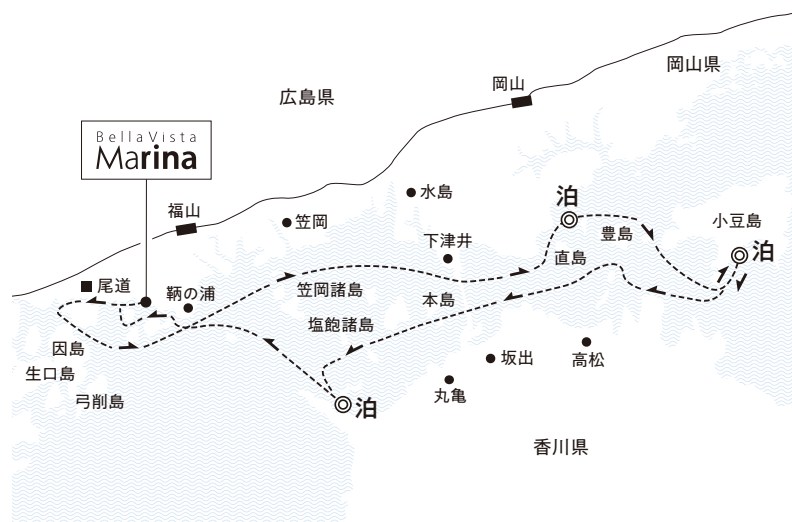 岡山県
岡山
広島県
BellaVista
Marina
水島
泊
福山
笠岡
豊島
小豆島
下津井
泊
直島
尾道
鞆の浦
笠岡諸島
本島
塩飽諸島
因島
坂出
高松
生口島
丸亀
弓削島
泊
香川県